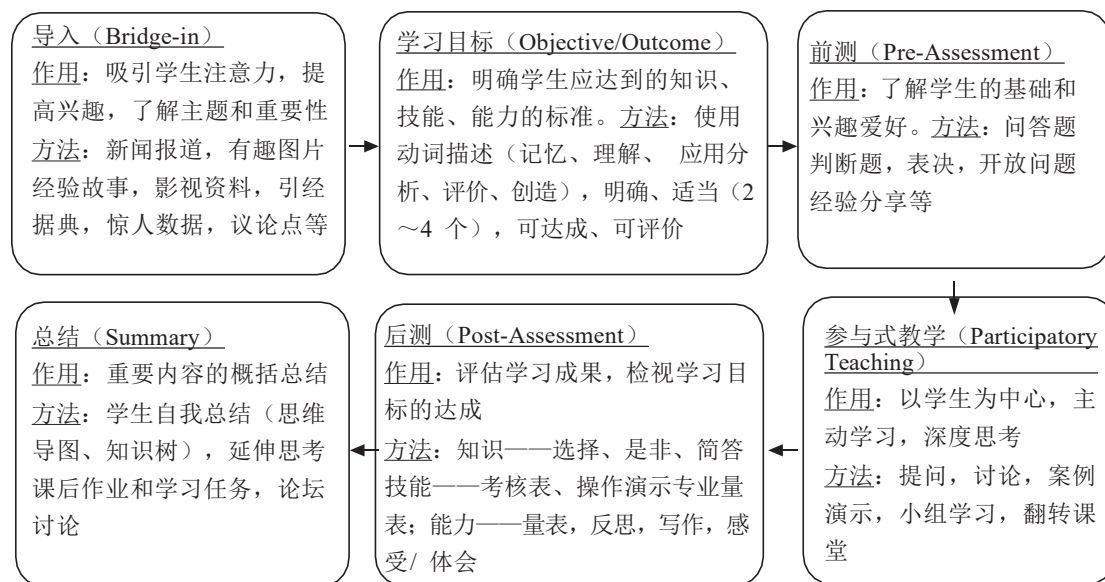 导入（Bridge-in）
作用：吸引学生注意力，提
高兴趣，了解主题和重要性
方法：新闻报道，有趣图片
经验故事，影视资料，引经
据典，惊人数据，议论点等
学习目标（Objective/Outcome）
作用：明确学生应达到的知识、
技能、能力的标准。方法：使用
动词描述（记忆、理解、 应用分
析、评价、创造），明确、适当（2
～4 个），可达成、可评价
前测（Pre-Assessment）
作用：了解学生的基础和
兴趣爱好。方法：问答题
判断题，表决，开放问题
经验分享等
参与式教学（Participatory
Teaching）
作用：以学生为中心，主
动学习，深度思考
方法：提问，讨论，案例
演示，小组学习，翻转课
堂
后测（Post-Assessment）
作用：评估学习成果，检视学习目
标的达成
方法：知识——选择、是非、简答
技能——考核表、操作演示专业量
表；能力——量表，反思，写作，感
受/ 体会
总结（Summary）
作用：重要内容的概括总结
方法：学生自我总结（思维
导图、知识树），延伸思考
课后作业和学习任务，论坛
讨论